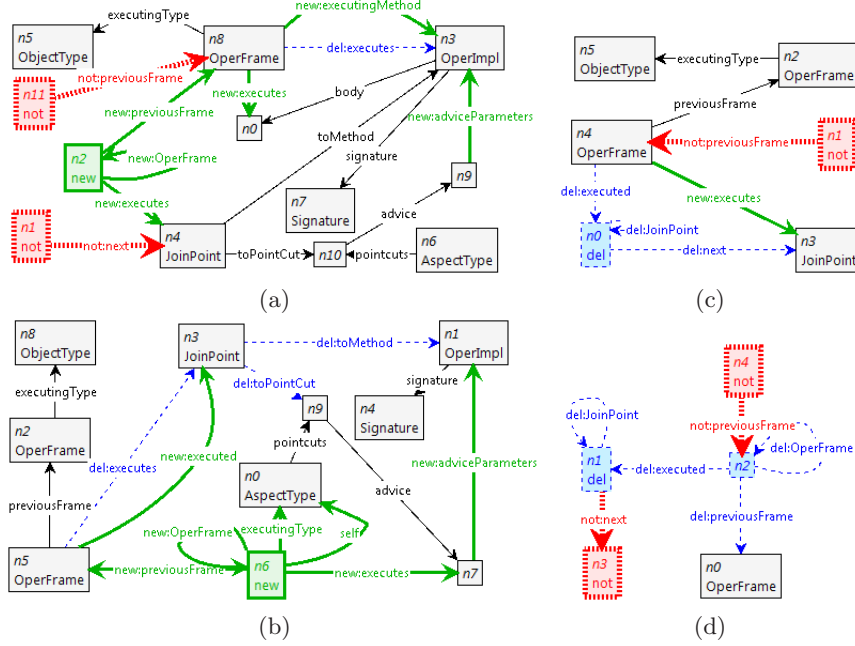 n5
ObjectType
executingType
n8
OperFrame
new:executingMethod
del:executes
n3
OperImpl
n11
not
not:previousFrame
new:executes
n0
body
new:previousFrame
n2
new
new:OperFrame
toMethod
signature
new:adviceParameters
n9
new:executes
n7
Signature
advice
n1
not
not:next
n4
JoinPoint
toPointCut
n10
pointcuts
n6
AspectType
(a)
n5
ObjectType
executingType
n2
OperFrame
previousFrame
n4
OperFrame
not:previousFrame
n1
not
del:executed
new:executes
n0
del
del:JoinPoint
del:next
n3
JoinPoint
(c)
n8
ObjectType
executingType
n2
OperFrame
previousFrame
n5
OperFrame
n3
JoinPoint
del:toMethod
n1
OperImpl
del:toPointCut
signature
n9
n4
Signature
new:executed
del:executes
pointcuts
n0
AspectType
new:adviceParameters
advice
new:OperFrame
executingType
self
new:previousFrame
n6
new
new:executes
n7
(b)
n4
not
del:JoinPoint
not:previousFrame
del:OperFrame
n1
del
del:executed
n2
not:next
del:previousFrame
n3
not
n0
OperFrame
(d)